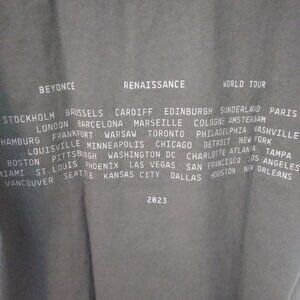 BEYONCÉ RENAISSANCE WORLD TOUR
STOCKHOLM BRUSSELS CARDIFF EDINBURGH SUNDERLAND PARIS
LONDON BARCELONA MARSEILLE COLOGNE AMSTERDAM
HAMBURG FRANKFURT WARSAW TORONTO PHILADELPHIA NASHVILLE
LOUISVILLE MINNEAPOLIS CHICAGO DETROIT NEW YORK
BOSTON PITTSBURGH WASHINGTON DC CHARLOTTE ATLANTA TAMPA
MIAMI ST. LOUIS PHOENIX LAS VEGAS SAN FRANCISCO LOS ANGELES
VANCOUVER SEATTLE KANSAS CITY DALLAS HOUSTON NEW ORLEANS
2023